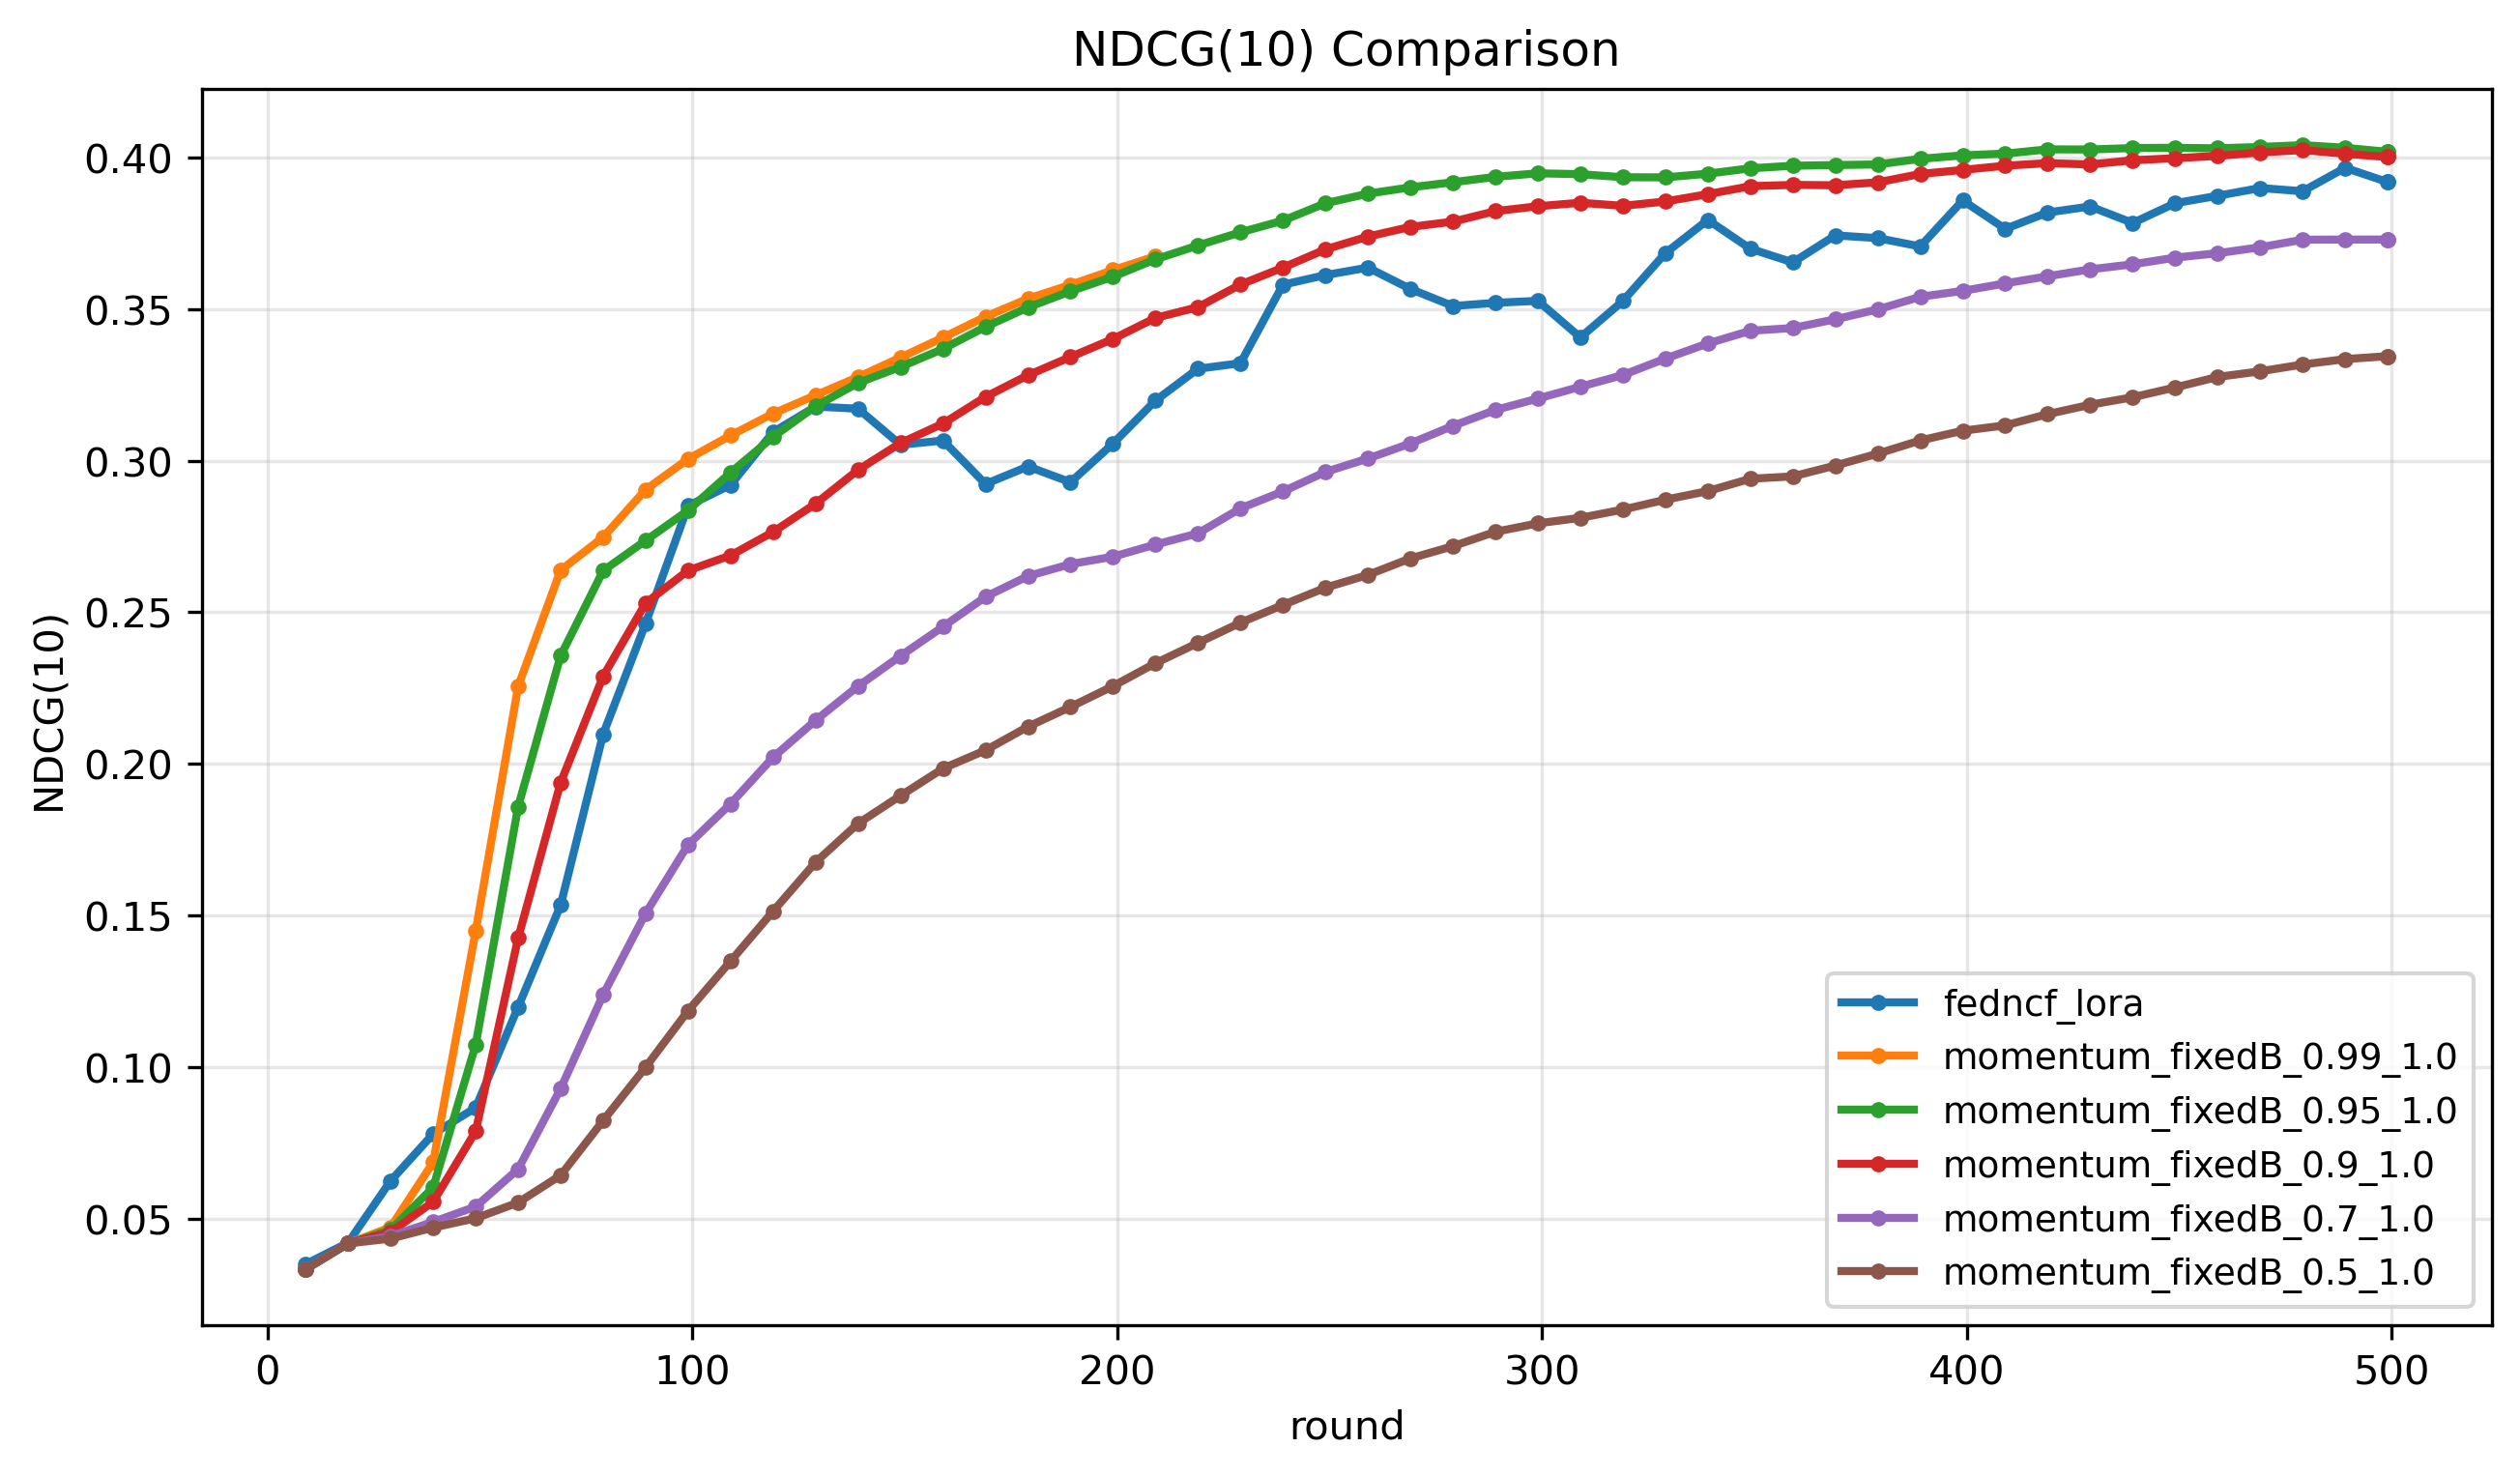 NDCG(10) Comparison
NDCG(10)
0.40
0.35
0.30
0.25
0.20
0.15
0.10
0.05
0 100 200 300 400 500
round
fedncf_lora
momentum_fixedB_0.99_1.0
momentum_fixedB_0.95_1.0
momentum_fixedB_0.9_1.0
momentum_fixedB_0.7_1.0
momentum_fixedB_0.5_1.0